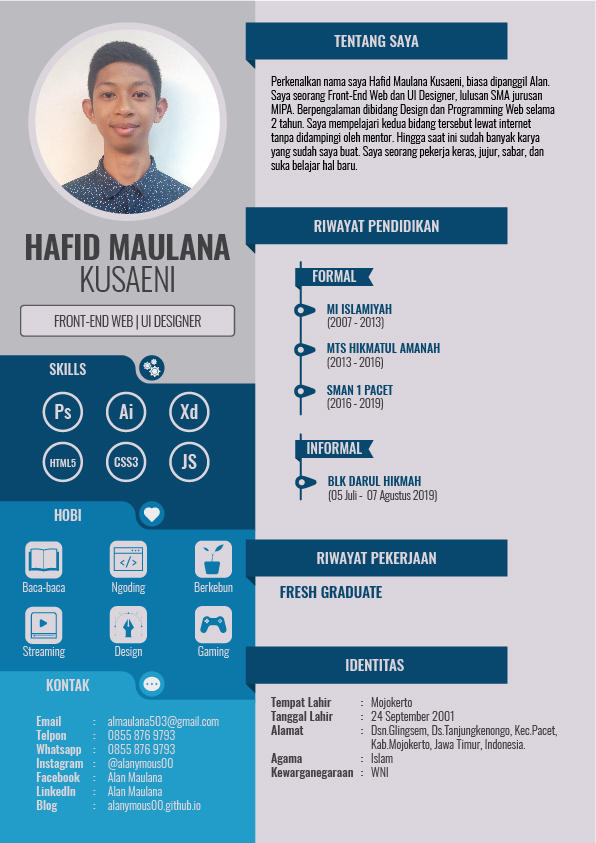 HAFID MAULANA
KUSAENI
FRONT-END WEB | UI DESIGNER
SKILLS
Ps Ai Xd
HTML5 CSS3 JS
HOBI
Baca-baca Ngoding Berkebun
Streaming Design Gaming
KONTAK
Email : almaulana503@gmail.com
Telpon : 0855 876 9793
Whatsapp : 0855 876 9793
Instagram : @alanymous00
Facebook : Alan Maulana
LinkedIn : Alan Maulana
Blog : alanymous00.github.io
TENTANG SAYA
Perkenalkan nama saya Hafid Maulana Kusaeni, biasa dipanggil Alan.
Saya seorang Front-End Web dan UI Designer, lulusan SMA jurusan
MIPA. Berpengalaman dibidang Design dan Programming Web selama
2 tahun. Saya mempelajari kedua bidang tersebut lewat internet
tanpa didampingi oleh mentor. Hingga saat ini sudah banyak karya
yang sudah saya buat. Saya seorang pekerja keras, jujur, sabar, dan
suka belajar hal baru.
RIWAYAT PENDIDIKAN
FORMAL
MI ISLAMIYAH
(2007 - 2013)
MTS HIKMATUL AMANAH
(2013 - 2016)
SMAN 1 PACET
(2016 - 2019)
INFORMAL
BLK DARUL HIKMAH
(05 Juli - 07 Agustus 2019)
RIWAYAT PEKERJAAN
FRESH GRADUATE
IDENTITAS
Tempat Lahir : Mojokerto
Tanggal Lahir : 24 September 2001
Alamat : Dsn.Glingsem, Ds.Tanjungkenongo, Kec.Pacet,
Kab.Mojokerto, Jawa Timur, Indonesia.
Agama : Islam
Kewarganegaraan : WNI